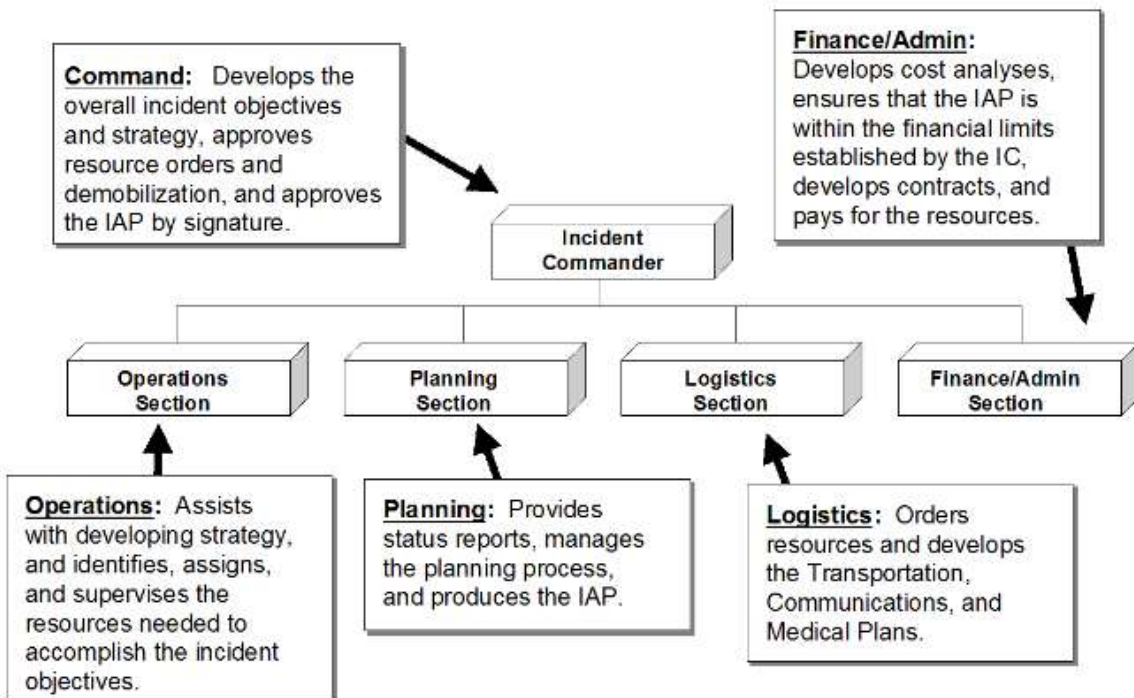 Command: Develops the
overall incident objectives
and strategy, approves
resource orders and
demobilization, and approves
the IAP by signature.
Finance/Admin:
Develops cost analyses,
ensures that the IAP is
within the financial limits
established by the IC,
develops contracts, and
pays for the resources.
Incident
Commander
Operations
Section
Planning
Section
Logistics
Section
Finance/Admin
Section
Operations: Assists
with developing strategy,
and identifies, assigns,
and supervises the
resources needed to
accomplish the incident
objectives.
Planning: Provides
status reports, manages
the planning process,
and produces the IAP.
Logistics: Orders
resources and develops
the Transportation,
Communications, and
Medical Plans.